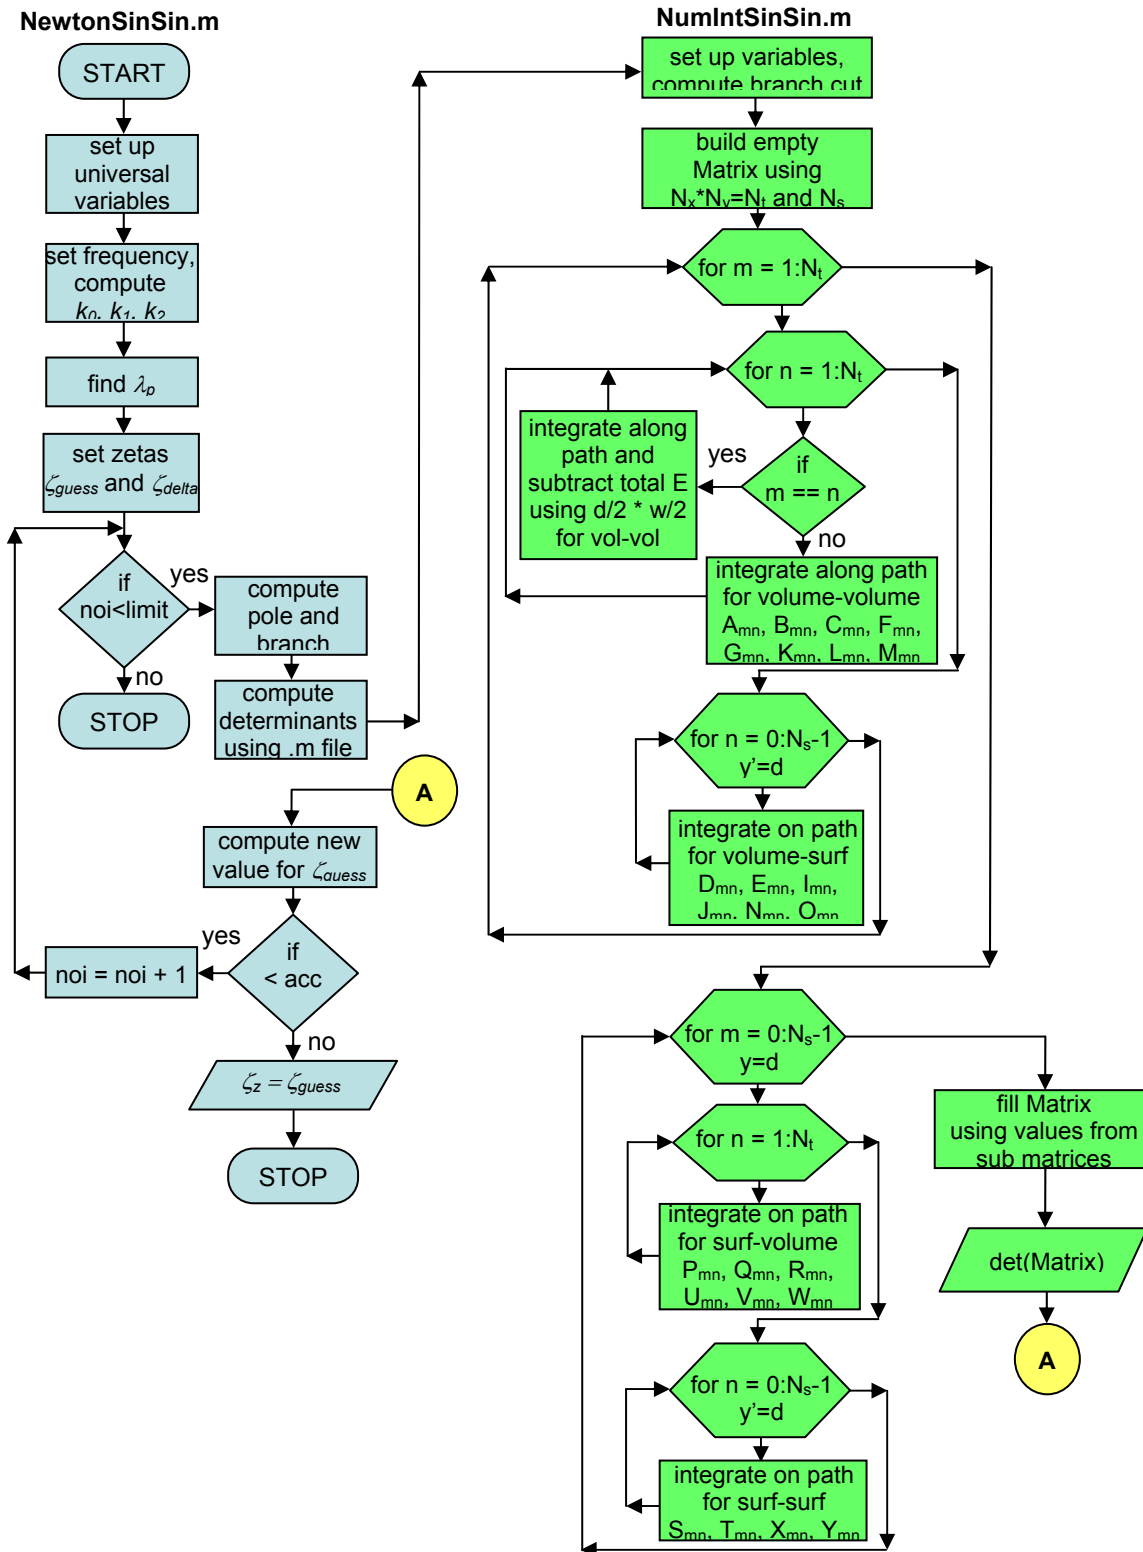 NewtonSinSin.m
START
set up
universal
variables
set frequency,
compute
k0, k1, k2
find λp
set zetas
ζguess and ζdelta
if
noi<limit
yes
no
STOP
compute
pole and
branch
compute
determinants
using .m file
A
compute new
value for ζguess
if
< acc
yes
noi = noi + 1
no
ζz = ζguess
STOP
NumIntSinSin.m
set up variables,
compute branch cut
build empty
Matrix using
Nx*Ny=Nt and Ns
for m = 1:Nt
for n = 1:Nt
if
m == n
yes
integrate along
path and
subtract total E
using d/2 * w/2
for vol-vol
no
integrate along path
for volume-volume
Amn, Bmn, Cmn, Fmn,
Gmn, Kmn, Lmn, Mmn
for n = 0:Ns-1
y'=d
integrate on path
for volume-surf
Dmn, Emn, Imn,
Jmn, Nmn, Omn
for m = 0:Ns-1
y=d
for n = 1:Nt
integrate on path
for surf-volume
Pmn, Qmn, Rmn,
Umn, Vmn, Wmn
for n = 0:Ns-1
y'=d
integrate on path
for surf-surf
Smn, Tmn, Xmn, Ymn
fill Matrix
using values from
sub matrices
det(Matrix)
A